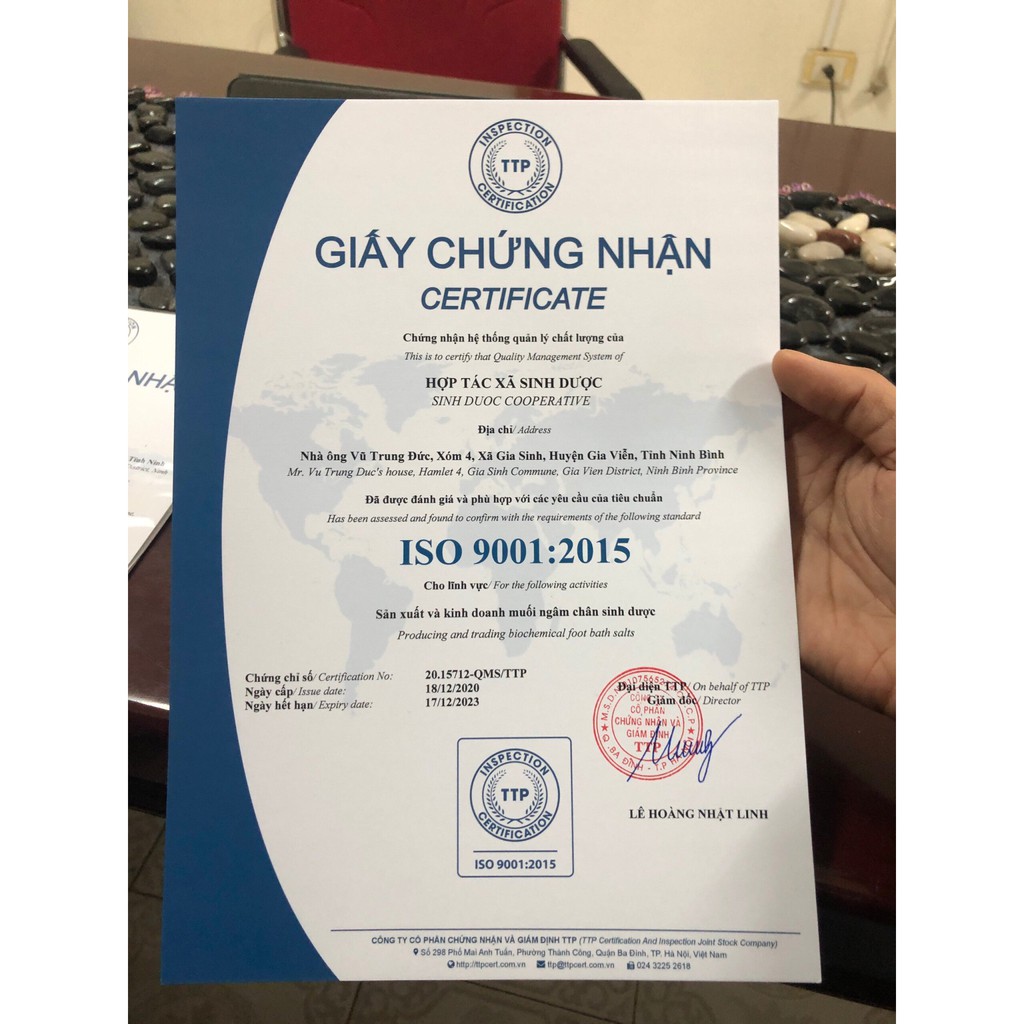 INSPECTION
TTP
CERTIFICATION
GIẤY CHỨNG NHẬN
CERTIFICATE
Chứng nhận hệ thống quản lý chất lượng của
This is to certify that Quality Management System of
HỢP TÁC XÃ SINH DƯỢC
SINH DUOC COOPERATIVE
Địa chỉ/ Address
Nhà ông Vũ Trung Đức, Xóm 4, Xã Gia Sinh, Huyện Gia Viễn, Tỉnh Ninh Bình
Mr. Vu Trung Duc's house, Hamlet 4, Gia Sinh Commune, Gia Vien District, Ninh Binh Province
Đã được đánh giá và phù hợp với các yêu cầu của tiêu chuẩn
Has been assessed and found to confirm with the requirements of the following standard
ISO 9001:2015
Cho lĩnh vực/ For the following activities
Sản xuất và kinh doanh muối ngâm chân sinh dược
Producing and trading biochemical foot bath salts
Chứng chỉ số/ Certification No: 20.15712-QMS/TTP
Ngày cấp/ Issue date: 18/12/2020
Ngày hết hạn/ Expiry date: 17/12/2023
Đại diện TTP/ On behalf of TTP
Giám đốc/ Director
CÔNG TY
CỔ PHẦN
CHỨNG NHẬN VÀ
GIÁM ĐỊNH
TTP
LÊ HOÀNG NHẬT LINH
INSPECTION
TTP
CERTIFICATION
ISO 9001:2015
CÔNG TY CỔ PHẦN CHỨNG NHẬN VÀ GIÁM ĐỊNH TTP (TTP Certification And Inspection Joint Stock Company)
Số 298 Phố Mai Anh Tuấn, Phường Thành Công, Quận Ba Đình, TP. Hà Nội, Việt Nam
http://ttpcert.com.vn ttp@ttpcert.com.vn 024 3225 2618